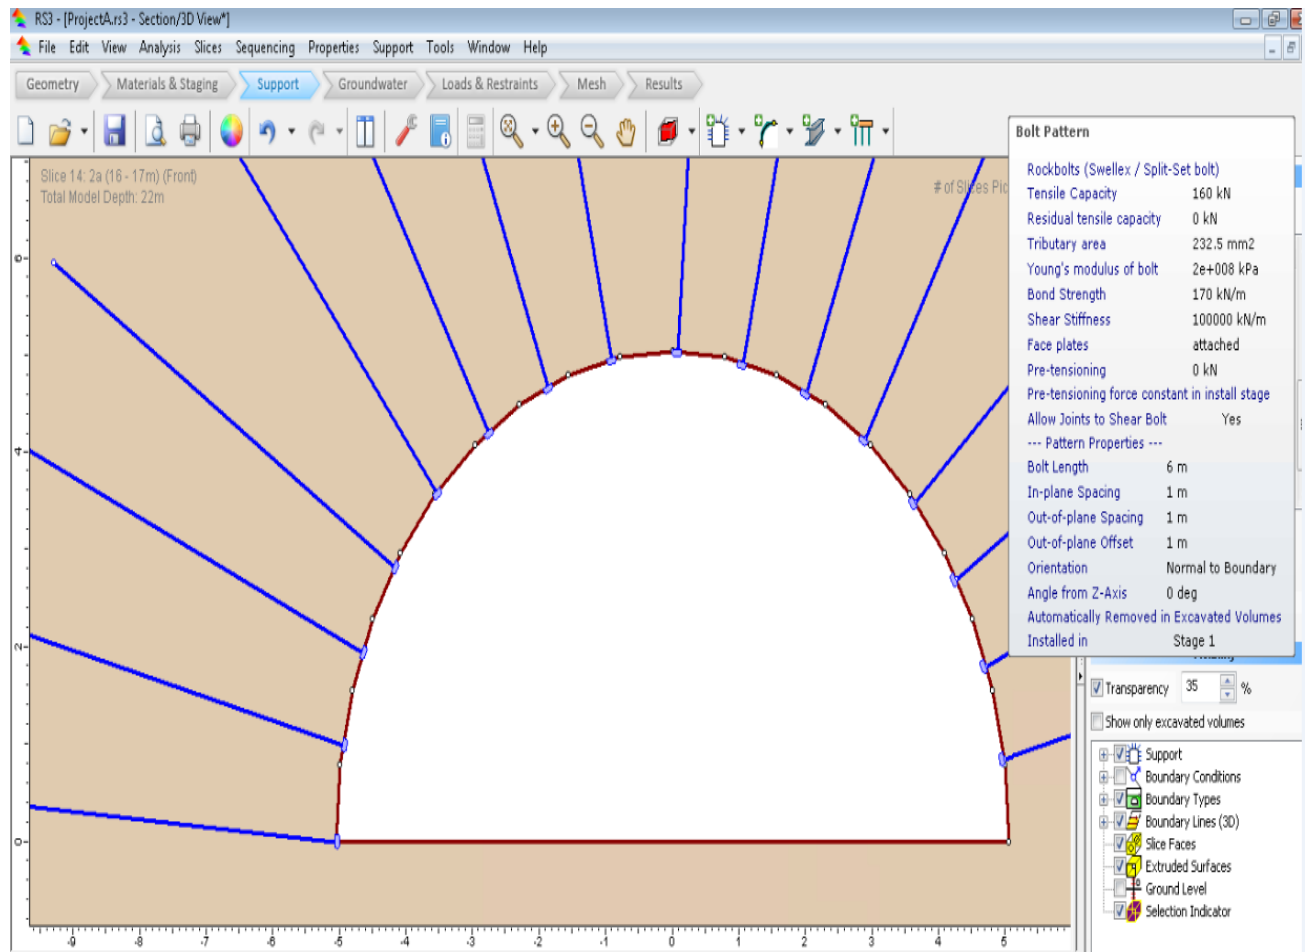 RS3 - [ProjectA.rs3 - Section/3D View*]
File Edit View Analysis Slices Sequencing Properties Support Tools Window Help
Geometry Materials & Staging Support Groundwater Loads & Restraints Mesh Results
Slice 14: 2a (16 - 17m) (Front)
Total Model Depth: 22m
# of Slices Pic
Bolt Pattern
Rockbolts (Swellex / Split-Set bolt)
Tensile Capacity 160 kN
Residual tensile capacity 0 kN
Tributary area 232.5 mm2
Young's modulus of bolt 2e+008 kPa
Bond Strength 170 kN/m
Shear Stiffness 100000 kN/m
Face plates attached
Pre-tensioning 0 kN
Pre-tensioning force constant in install stage
Allow Joints to Shear Bolt Yes
--- Pattern Properties ---
Bolt Length 6 m
In-plane Spacing 1 m
Out-of-plane Spacing 1 m
Out-of-plane Offset 1 m
Orientation Normal to Boundary
Angle from Z-Axis 0 deg
Automatically Removed in Excavated Volumes
Installed in Stage 1
Transparency 35 %
Show only excavated volumes
Support
Boundary Conditions
Boundary Types
Boundary Lines (3D)
Slice Faces
Extruded Surfaces
Ground Level
Selection Indicator
6
4
2
0
-9 -8 -7 -6 -5 -4 -3 -2 -1 0 1 2 3 4 5